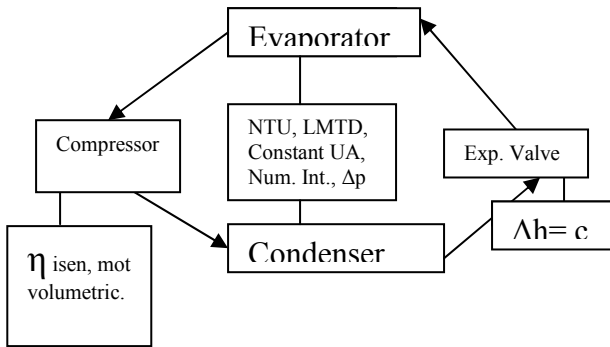 Evaporator
NTU, LMTD,
Constant UA,
Num. Int., Δp
Compressor
Exp. Valve
Condenser
Δh= c
η isen, mot
volumetric.